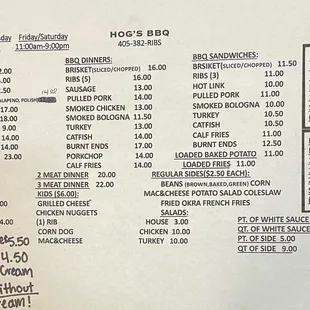 HOG'S BBQ
405-382-RIBS
Friday/Saturday
11:00am-9:00pm
BBQ DINNERS:
BRISKET(SLICED/CHOPPED) 16.00
RIBS (5) 16.00
SAUSAGE 13.00
PULLED PORK 14.00
SMOKED CHICKEN 13.00
SMOKED BOLOGNA 11.50
TURKEY 13.00
CATFISH 14.00
BURNT ENDS 17.00
PORKCHOP 14.00
CALF FRIES 14.00
2 MEAT DINNER 20.00
3 MEAT DINNER 22.00
KIDS ($6.00):
GRILLED CHEESE
CHICKEN NUGGETS
(1) RIB
CORN DOG
MAC&CHEESE
BBQ SANDWICHES:
BRSIKET(SLICED/CHOPPED) 11.50
RIBS (3) 11.00
HOT LINK 10.00
PULLED PORK 11.00
SMOKED BOLOGNA 10.00
TURKEY 10.50
CATFISH 10.50
CALF FRIES 11.00
BURNT ENDS 12.50
LOADED BAKED POTATO 11.00
LOADED FRIES 11.00
REGULAR SIDES($2.50 EACH):
BEANS (BROWN,BAKED,GREEN) CORN
MAC&CHEESE POTATO SALAD COLESLAW
FRIED OKRA FRENCH FRIES
SALADS:
HOUSE 3.00
CHICKEN 10.00
TURKEY 10.00
PT. OF WHITE SAUCE
QT. OF WHITE SAUCE
PT. OF SIDE 5.00
QT OF SIDE 9.00
23.00
$5.50
4.50